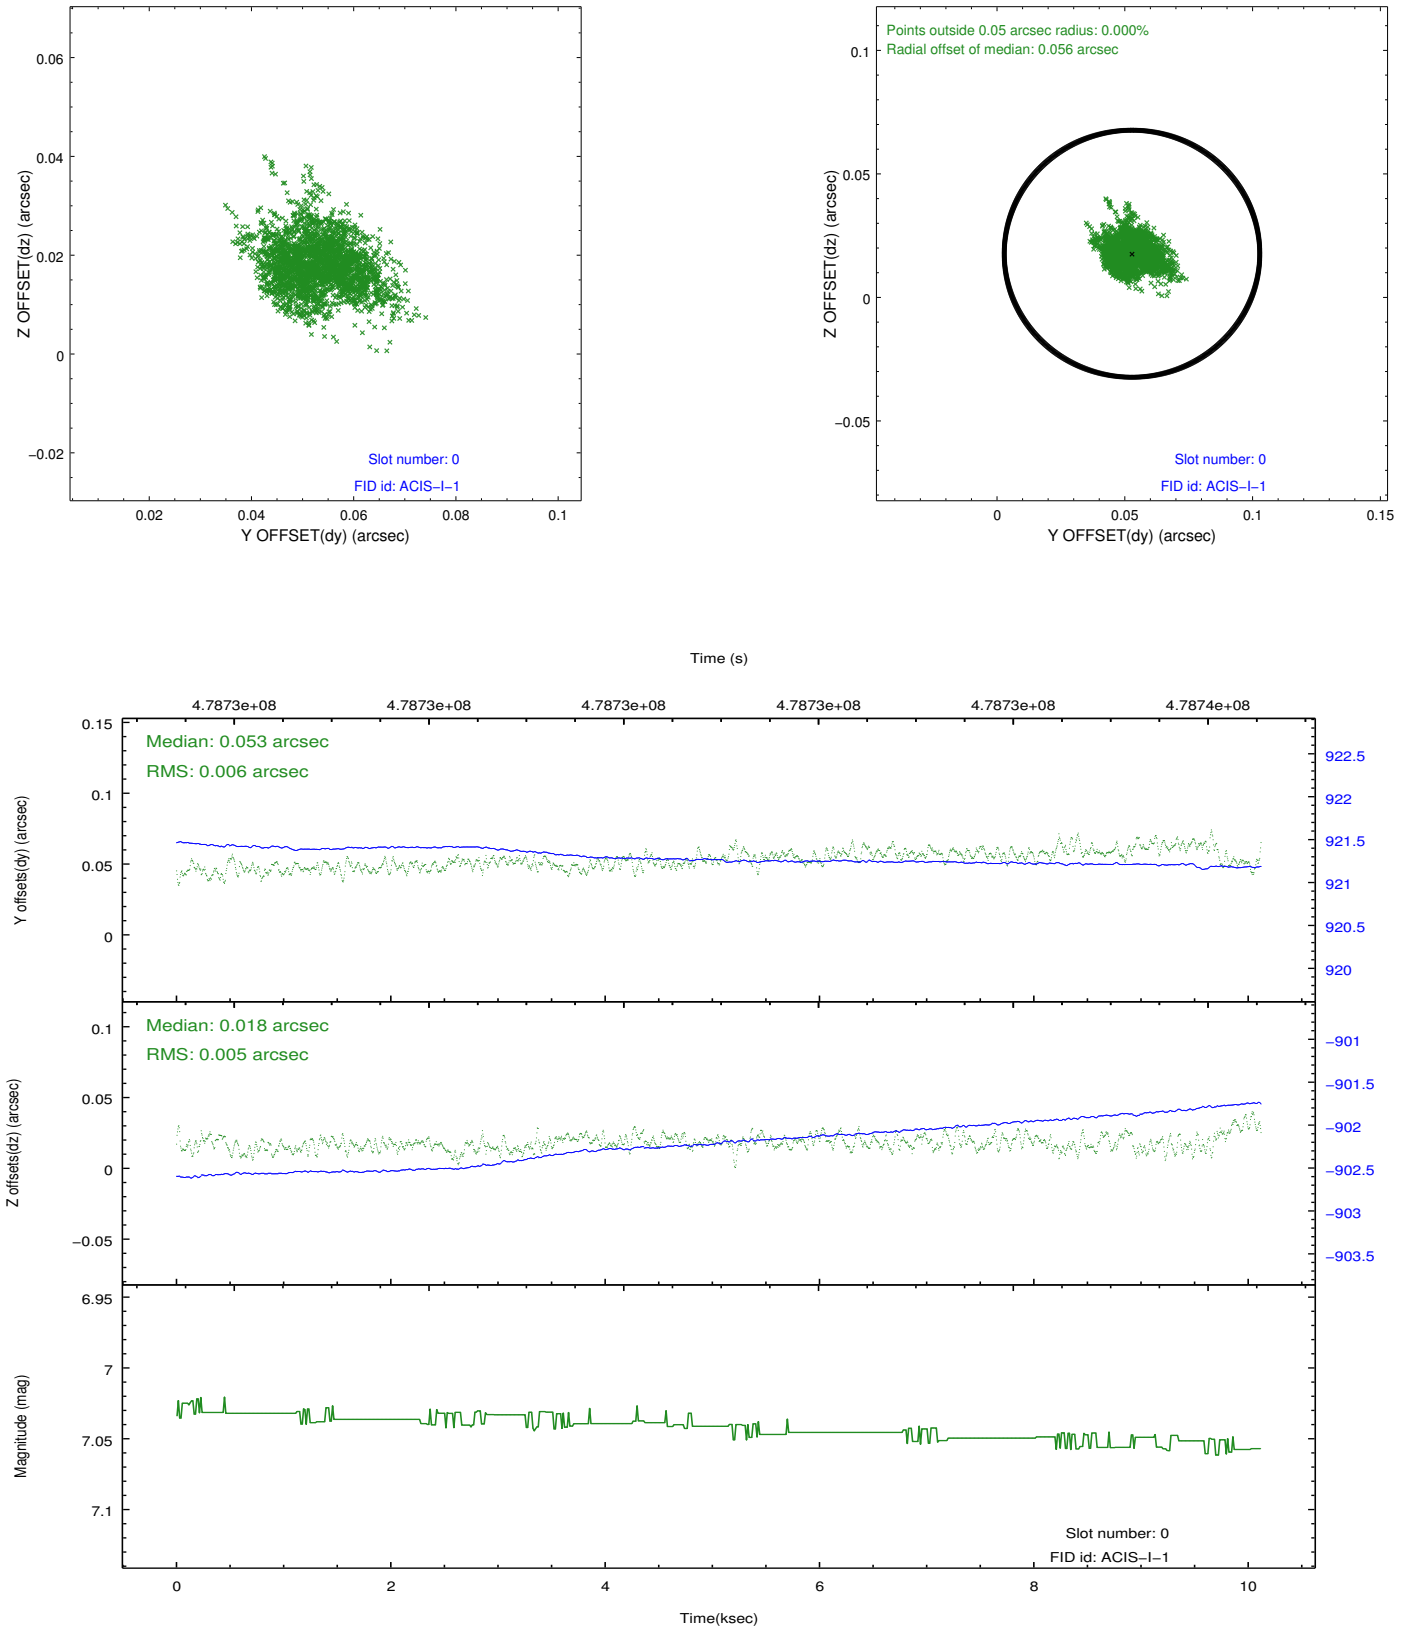 0.06
0.04
0.02
0
−0.02
0.02
0.04
0.06
0.08
0.1
Z OFFSET(dz) (arcsec)
Y OFFSET(dy) (arcsec)
Slot number: 0
FID id: ACIS−I−1
Points outside 0.05 arcsec radius: 0.000%
Radial offset of median: 0.056 arcsec
0.1
0.05
0
−0.05
0
0.05
0.1
0.15
Z OFFSET(dz) (arcsec)
Y OFFSET(dy) (arcsec)
Slot number: 0
FID id: ACIS−I−1
Time (s)
4.7873e+08 4.7873e+08 4.7873e+08 4.7873e+08 4.7873e+08 4.7874e+08
Median: 0.053 arcsec
RMS: 0.006 arcsec
0.15
0.1
0.05
0
Y offsets(dy) (arcsec)
922.5
922
921.5
921
920.5
920
Median: 0.018 arcsec
RMS: 0.005 arcsec
0.1
0.05
0
−0.05
Z offsets(dz) (arcsec)
−901
−901.5
−902
−902.5
−903
−903.5
6.95
7
7.05
7.1
Magnitude (mag)
Slot number: 0
FID id: ACIS−I−1
0 2 4 6 8 10
Time(ksec)